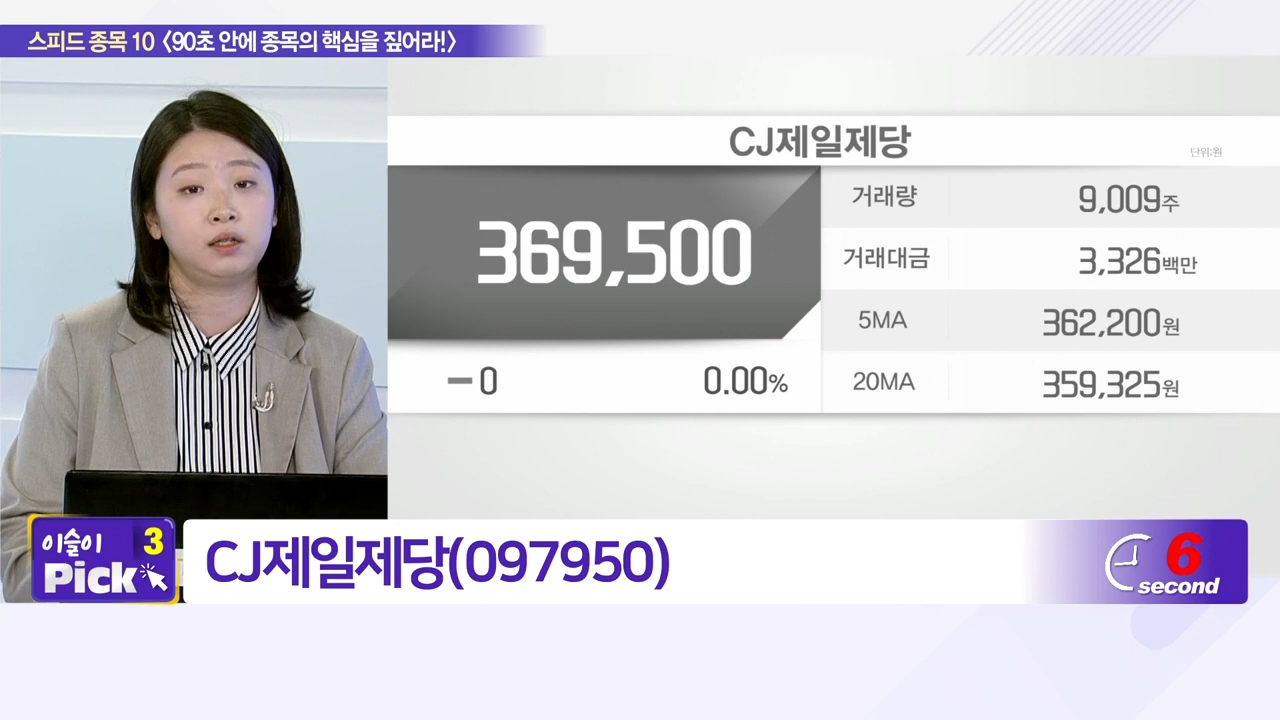 스피드 종목 10 <90초 안에 종목의 핵심을 짚어라!>
CJ제일제당
단위:원
369,500
0 0.00%
거래량 9,009주
거래대금 3,326백만
5MA 362,200원
20MA 359,325원
이슬이 3
Pick
CJ제일제당(097950)
6
second